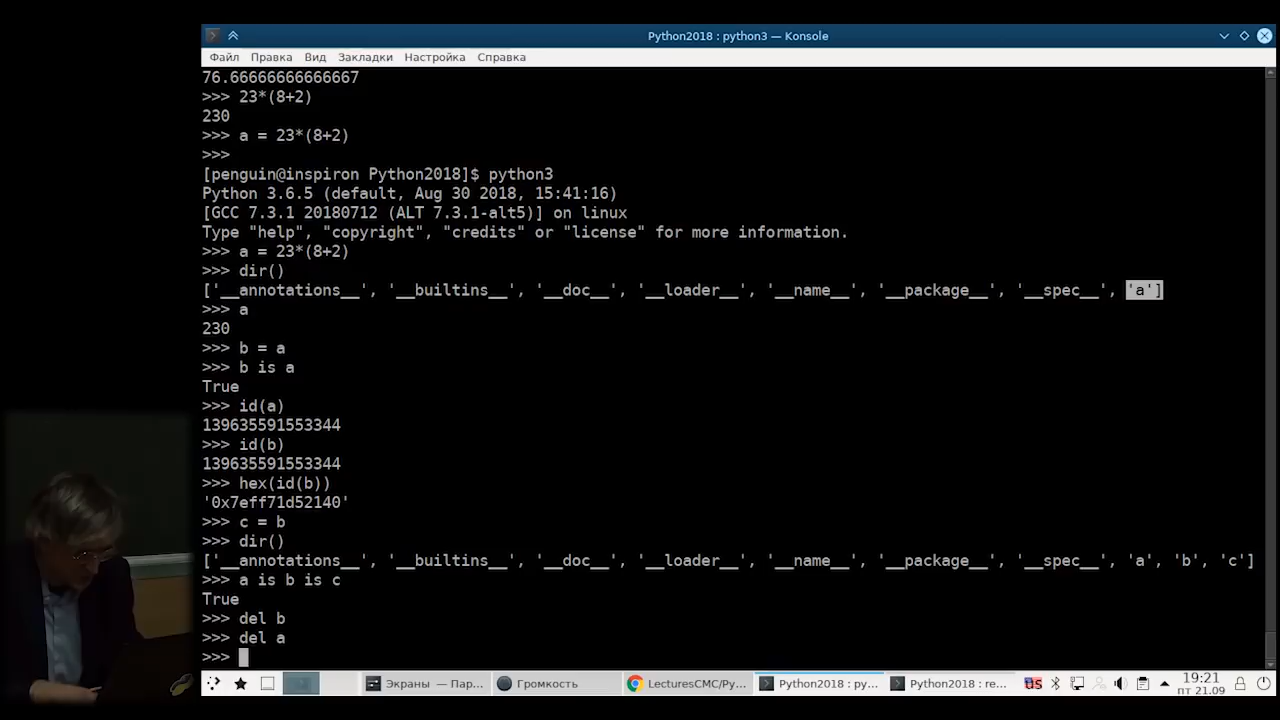 Python2018 : python3 — Konsole
Файл Правка Вид Закладки Настройка Справка
76.66666666666667
>>> 23*(8+2)
230
>>> a = 23*(8+2)
>>>
[penguin@inspiron Python2018]$ python3
Python 3.6.5 (default, Aug 30 2018, 15:41:16)
[GCC 7.3.1 20180712 (ALT 7.3.1-alt5)] on linux
Type "help", "copyright", "credits" or "license" for more information.
>>> a = 23*(8+2)
>>> dir()
['__annotations__', '__builtins__', '__doc__', '__loader__', '__name__', '__package__', '__spec__', 'a']
>>> a
230
>>> b = a
>>> b is a
True
>>> id(a)
139635591553344
>>> id(b)
139635591553344
>>> hex(id(b))
'0x7eff71d52140'
>>> c = b
>>> dir()
['__annotations__', '__builtins__', '__doc__', '__loader__', '__name__', '__package__', '__spec__', 'a', 'b', 'c']
>>> a is b is c
True
>>> del b
>>> del a
>>>
Экраны — Пар... Громкость LecturesCMC/Py... Python2018 : py... Python2018 : re... us 19:21
пт 21.09